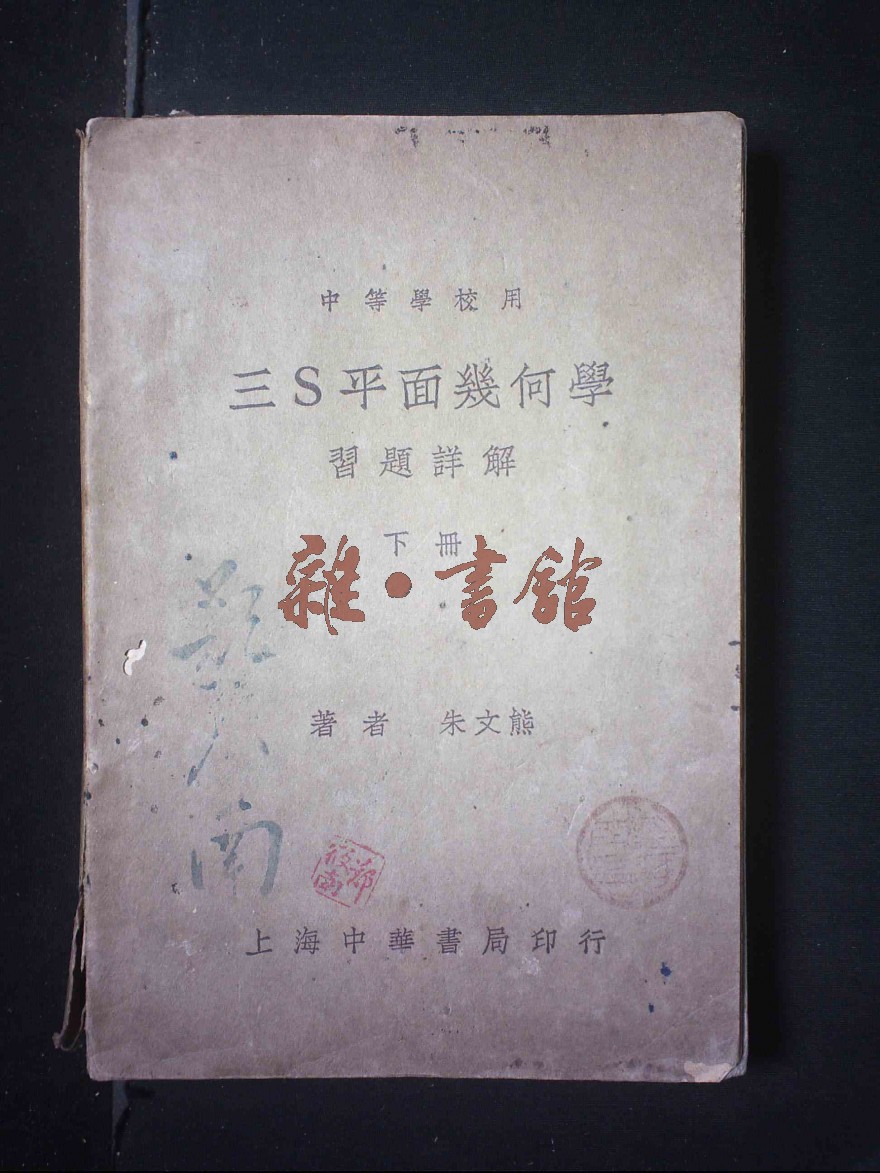 中等學校用
三S平面幾何學
習題詳解
下冊
雜·書館
著者 朱文熊
南
上海中華書局印行